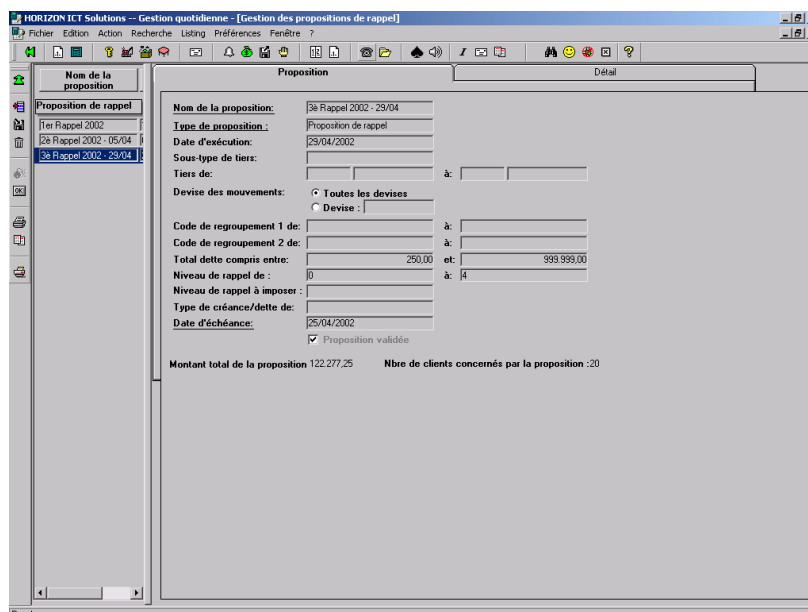 HORIZON ICT Solutions -- Gestion quotidienne - [Gestion des propositions de rappel]
Fichier Edition Action Recherche Listing Préférences Fenêtre ?
Nom de la proposition
Proposition de rappel
1er Rappel 2002
2è Rappel 2002 - 05/04
3è Rappel 2002 - 29/04
Proposition Détail
Nom de la proposition: 3è Rappel 2002 - 29/04
Type de proposition : Proposition de rappel
Date d'exécution: 29/04/2002
Sous-type de tiers:
Tiers de: à:
Devise des mouvements: Toutes les devises
Devise :
Code de regroupement 1 de: à:
Code de regroupement 2 de: à:
Total dette compris entre: 250,00 et: 999.999,00
Niveau de rappel de : 0 à: 4
Niveau de rappel à imposer :
Type de créance/dette de:
Date d'échéance: 25/04/2002
Proposition validée
Montant total de la proposition 122.277,25 Nbre de clients concernés par la proposition :20